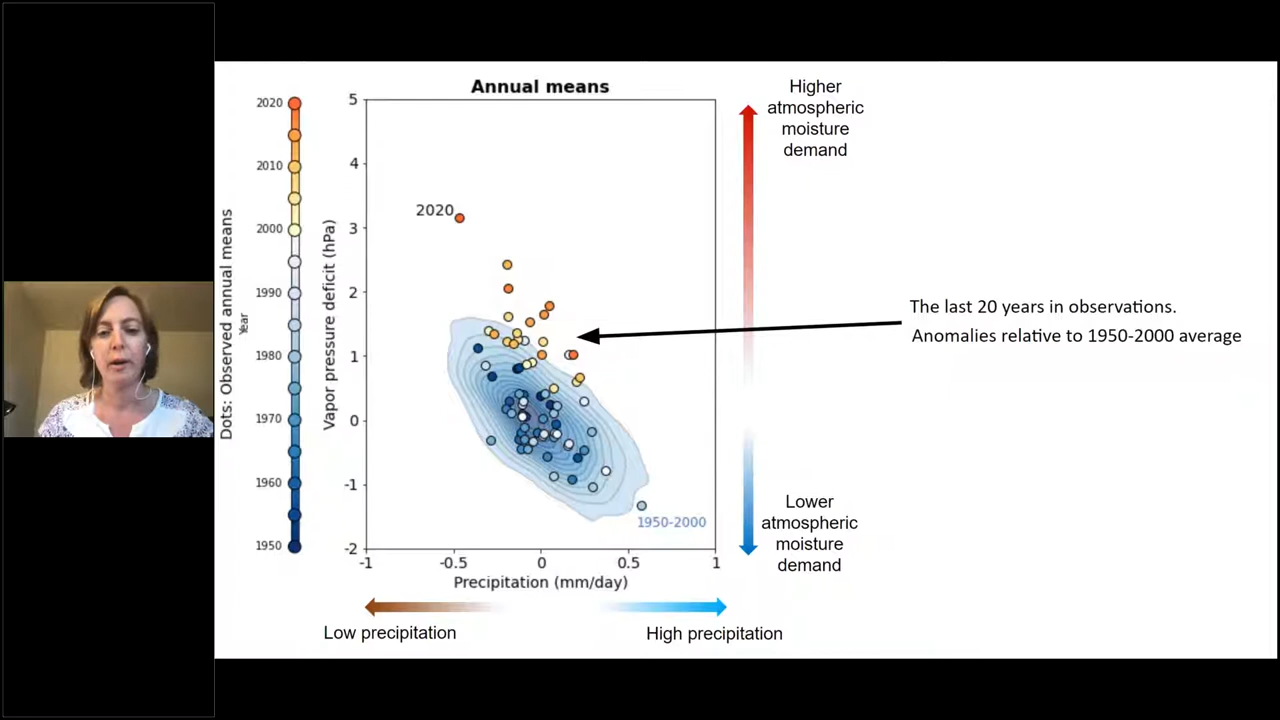 Annual means
Dots: Observed annual means
Year
2020
2010
2000
1990
1980
1970
1960
1950
Vapor pressure deficit (hPa)
5
4
3
2
1
0
-1
-2
2020
1950-2000
-1
-0.5
0
0.5
1
Precipitation (mm/day)
Low precipitation
High precipitation
Higher
atmospheric
moisture
demand
Lower
atmospheric
moisture
demand
The last 20 years in observations.
Anomalies relative to 1950-2000 average